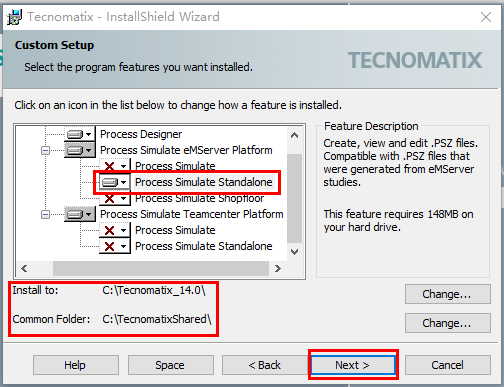 Tecnomatix - InstallShield Wizard
Custom Setup
Select the program features you want installed.
TECNOMATIX
Click on an icon in the list below to change how a feature is installed.
Process Designer
Process Simulate eMServer Platform
Process Simulate
Process Simulate Standalone
Process Simulate Shopfloor
Process Simulate Teamcenter Platform
Process Simulate
Process Simulate Standalone
Feature Description
Create, view and edit .PSZ files.
Compatible with .PSZ files that
were generated from eMServer
studies.
This feature requires 148MB on
your hard drive.
Install to: C:\Tecnomatix_14.0\
Change...
Common Folder: C:\TecnomatixShared\
Change...
Help Space < Back Next > Cancel